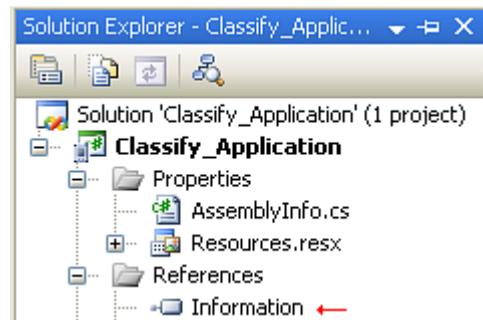 Solution Explorer - Classify_Applic...
Solution 'Classify_Application' (1 project)
Classify_Application
Properties
AssemblyInfo.cs
Resources.resx
References
Information